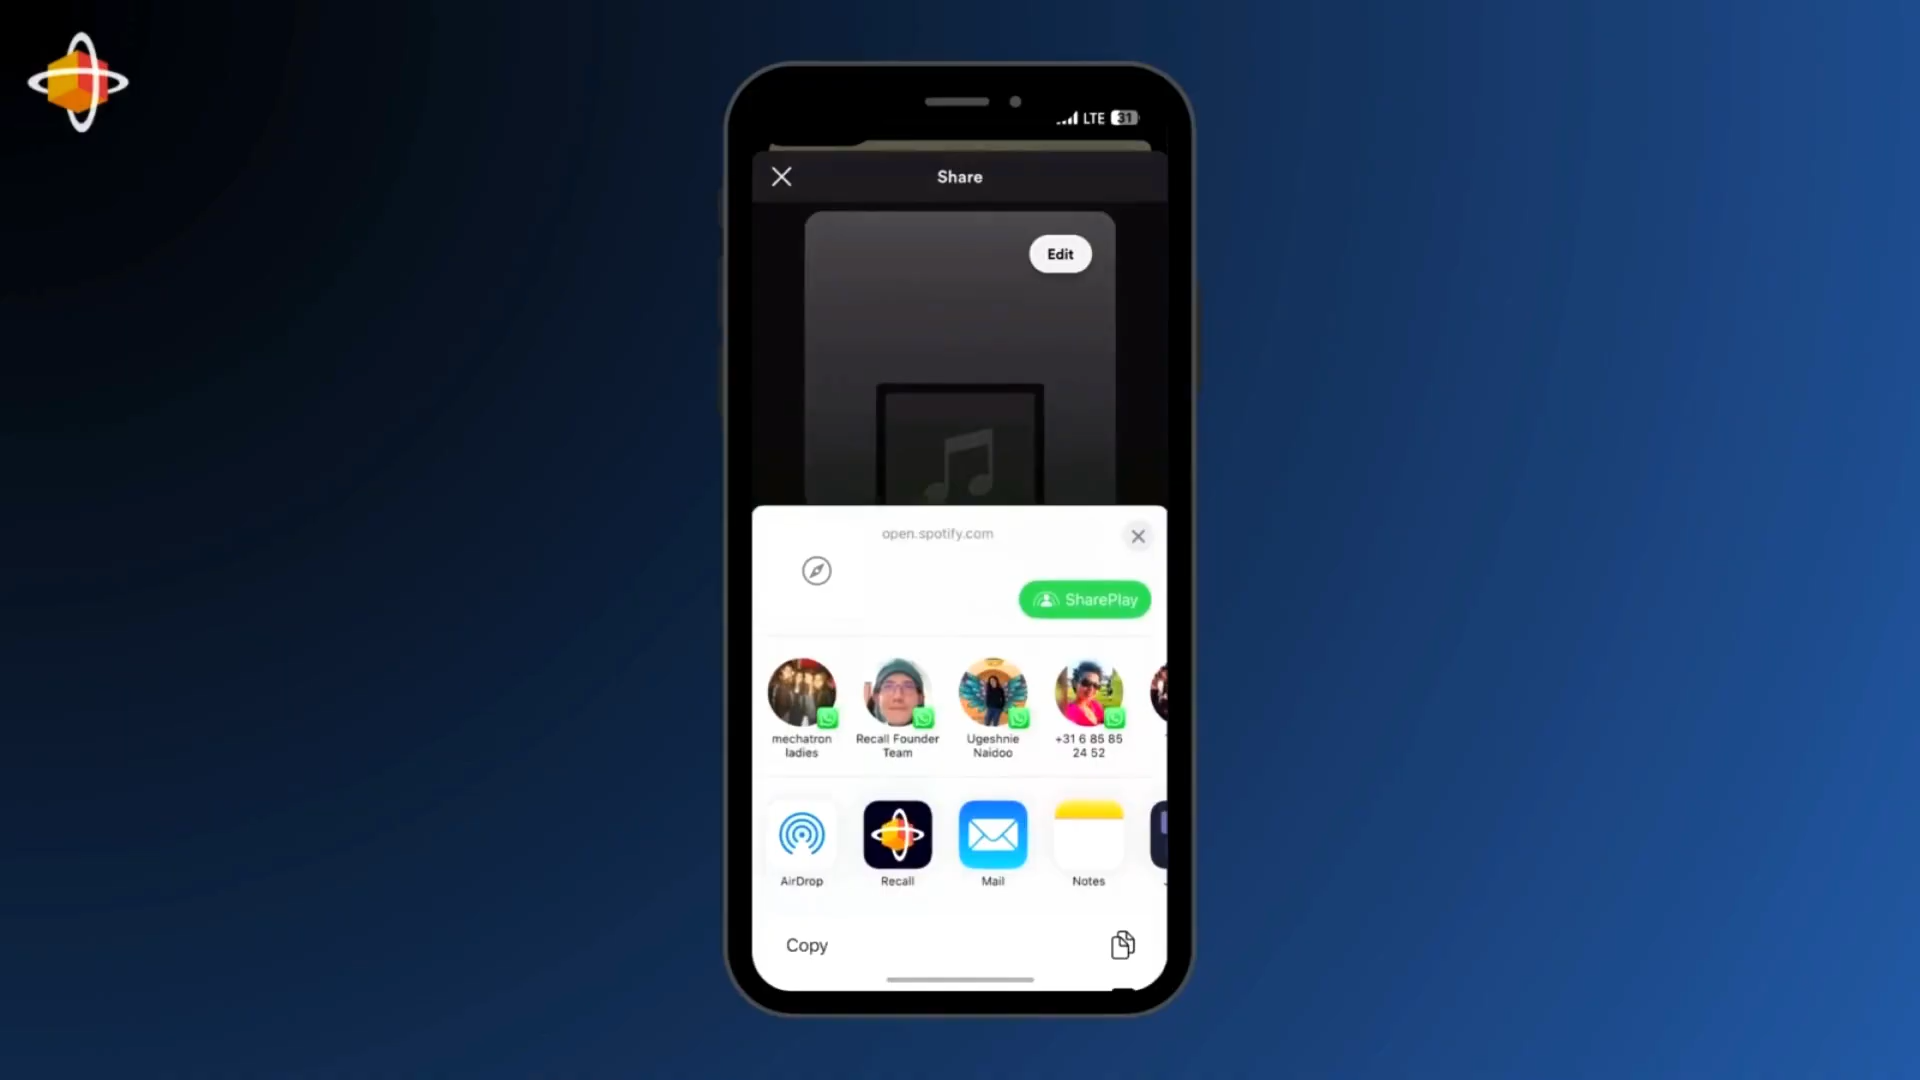 LTE 31
Share
Edit
open.spotify.com
SharePlay
mechatron
ladies
Recall Founder
Team
Ugeshnie
Naidoo
+31 6 85 85
24 52
AirDrop
Recall
Mail
Notes
Copy